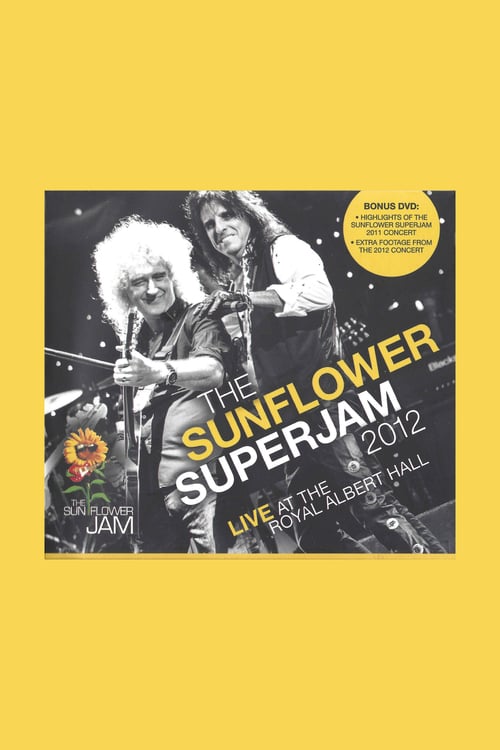 BONUS DVD:
• HIGHLIGHTS OF THE
SUNFLOWER SUPERJAM
2011 CONCERT
• EXTRA FOOTAGE FROM
THE 2012 CONCERT
THE
SUNFLOWER
SUPERJAM
2012
LIVE AT THE
ROYAL ALBERT HALL
THE
SUNFLOWER
JAM